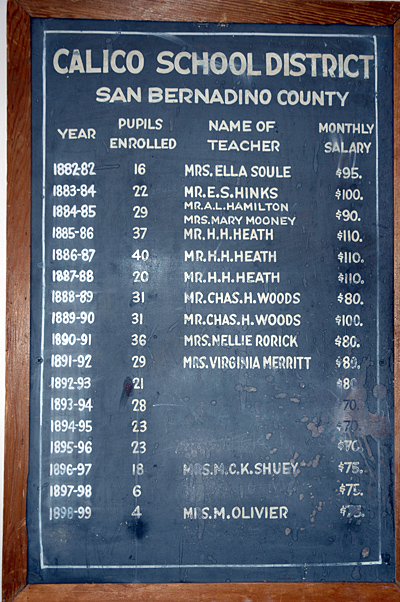 CALICO SCHOOL DISTRICT
SAN BERNADINO COUNTY
YEAR PUPILS ENROLLED NAME OF TEACHER MONTHLY SALARY
1882-82 16 MRS. ELLA SOULE $95.
1883-84 22 MR. E. S. HINKS $100.
1884-85 29 MR. A. L. HAMILTON MRS. MARY MOONEY $90.
1885-86 37 MR. H. H. HEATH $110.
1886-87 40 MR. H. H. HEATH $110.
1887-88 20 MR. H. H. HEATH $110.
1888-89 31 MR. CHAS. H. WOODS $80.
1889-90 31 MR. CHAS. H. WOODS $100.
1890-91 36 MRS. NELLIE RORICK $80.
1891-92 29 MRS. VIRGINIA MERRITT $80.
1892-93 21 $80
1893-94 28 70.
1894-95 23 $70.
1895-96 23 $70.
1896-97 18 MRS. M. C. K. SHUEY $75.
1897-98 6 $75.
1898-99 4 MRS. M. OLIVIER $75.